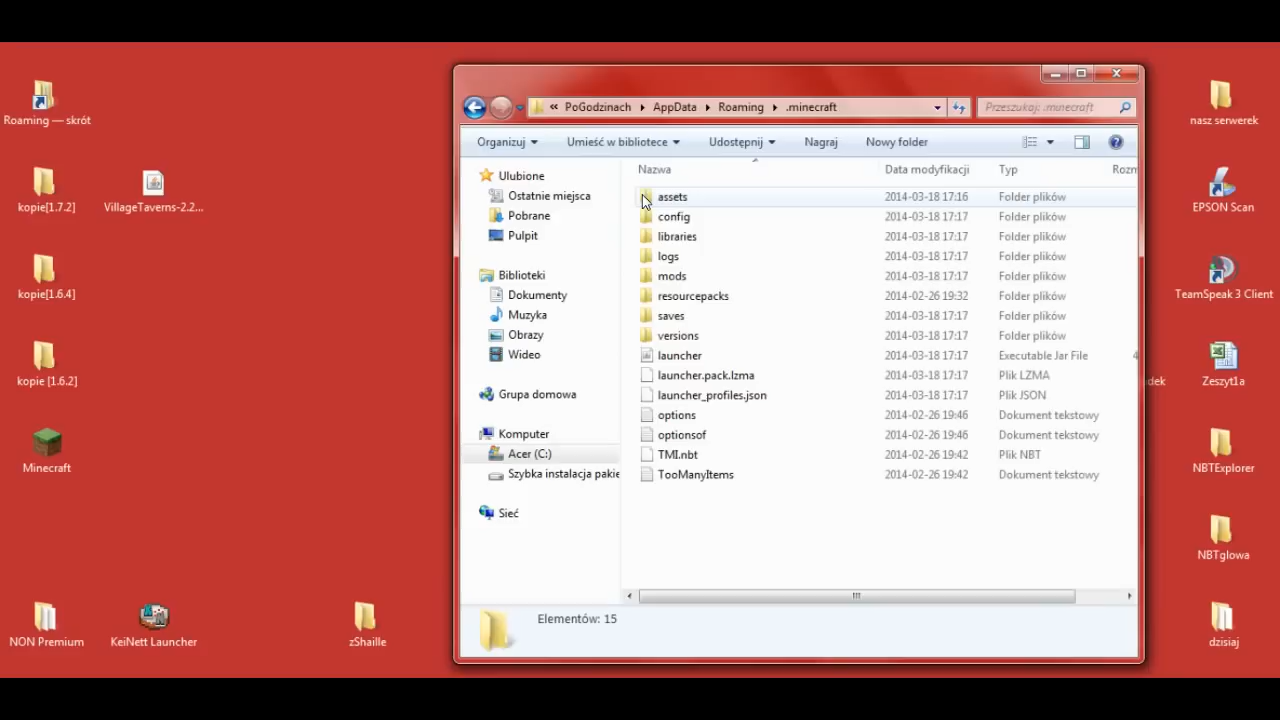 Roaming — skrót
kopie[1.7.2]
VillageTaverns-2.2...
kopie[1.6.4]
kopie [1.6.2]
Minecraft
NON Premium
KeiNett Launcher
zShaille
« PoGodzinach AppData Roaming .minecraft
Przeszukaj: .minecraft
Organizuj
Umieść w bibliotece
Udostępnij
Nagraj
Nowy folder
Ulubione
Ostatnie miejsca
Pobrane
Pulpit
Biblioteki
Dokumenty
Muzyka
Obrazy
Wideo
Grupa domowa
Komputer
Acer (C:)
Szybka instalacja pakie
Sieć
Nazwa Data modyfikacji Typ Rozm
assets 2014-03-18 17:16 Folder plików
config 2014-03-18 17:17 Folder plików
libraries 2014-03-18 17:17 Folder plików
logs 2014-03-18 17:17 Folder plików
mods 2014-03-18 17:17 Folder plików
resourcepacks 2014-02-26 19:32 Folder plików
saves 2014-03-18 17:17 Folder plików
versions 2014-03-18 17:17 Folder plików
launcher 2014-03-18 17:17 Executable Jar File 4
launcher.pack.lzma 2014-03-18 17:17 Plik LZMA
launcher_profiles.json 2014-03-18 17:17 Plik JSON
options 2014-02-26 19:46 Dokument tekstowy
optionsof 2014-02-26 19:46 Dokument tekstowy
TMI.nbt 2014-02-26 19:42 Plik NBT
TooManyItems 2014-02-26 19:42 Dokument tekstowy
Elementów: 15
nasz serwerek
EPSON Scan
TeamSpeak 3 Client
dek
Zeszyt1a
NBTExplorer
NBTglowa
dzisiaj